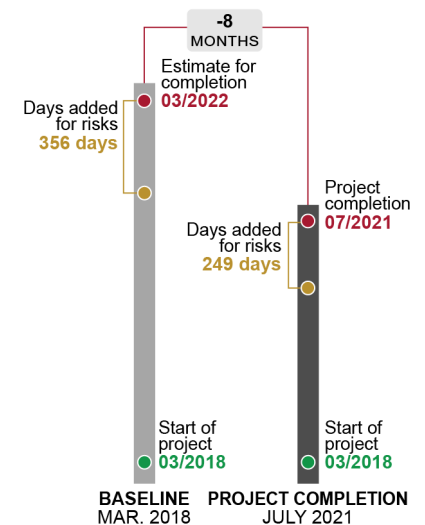 -8
MONTHS
Estimate for
completion
03/2022
Days added
for risks
356 days
Project
completion
07/2021
Days added
for risks
249 days
Start of
project
03/2018
Start of
project
03/2018
BASELINE
MAR. 2018
PROJECT COMPLETION
JULY 2021